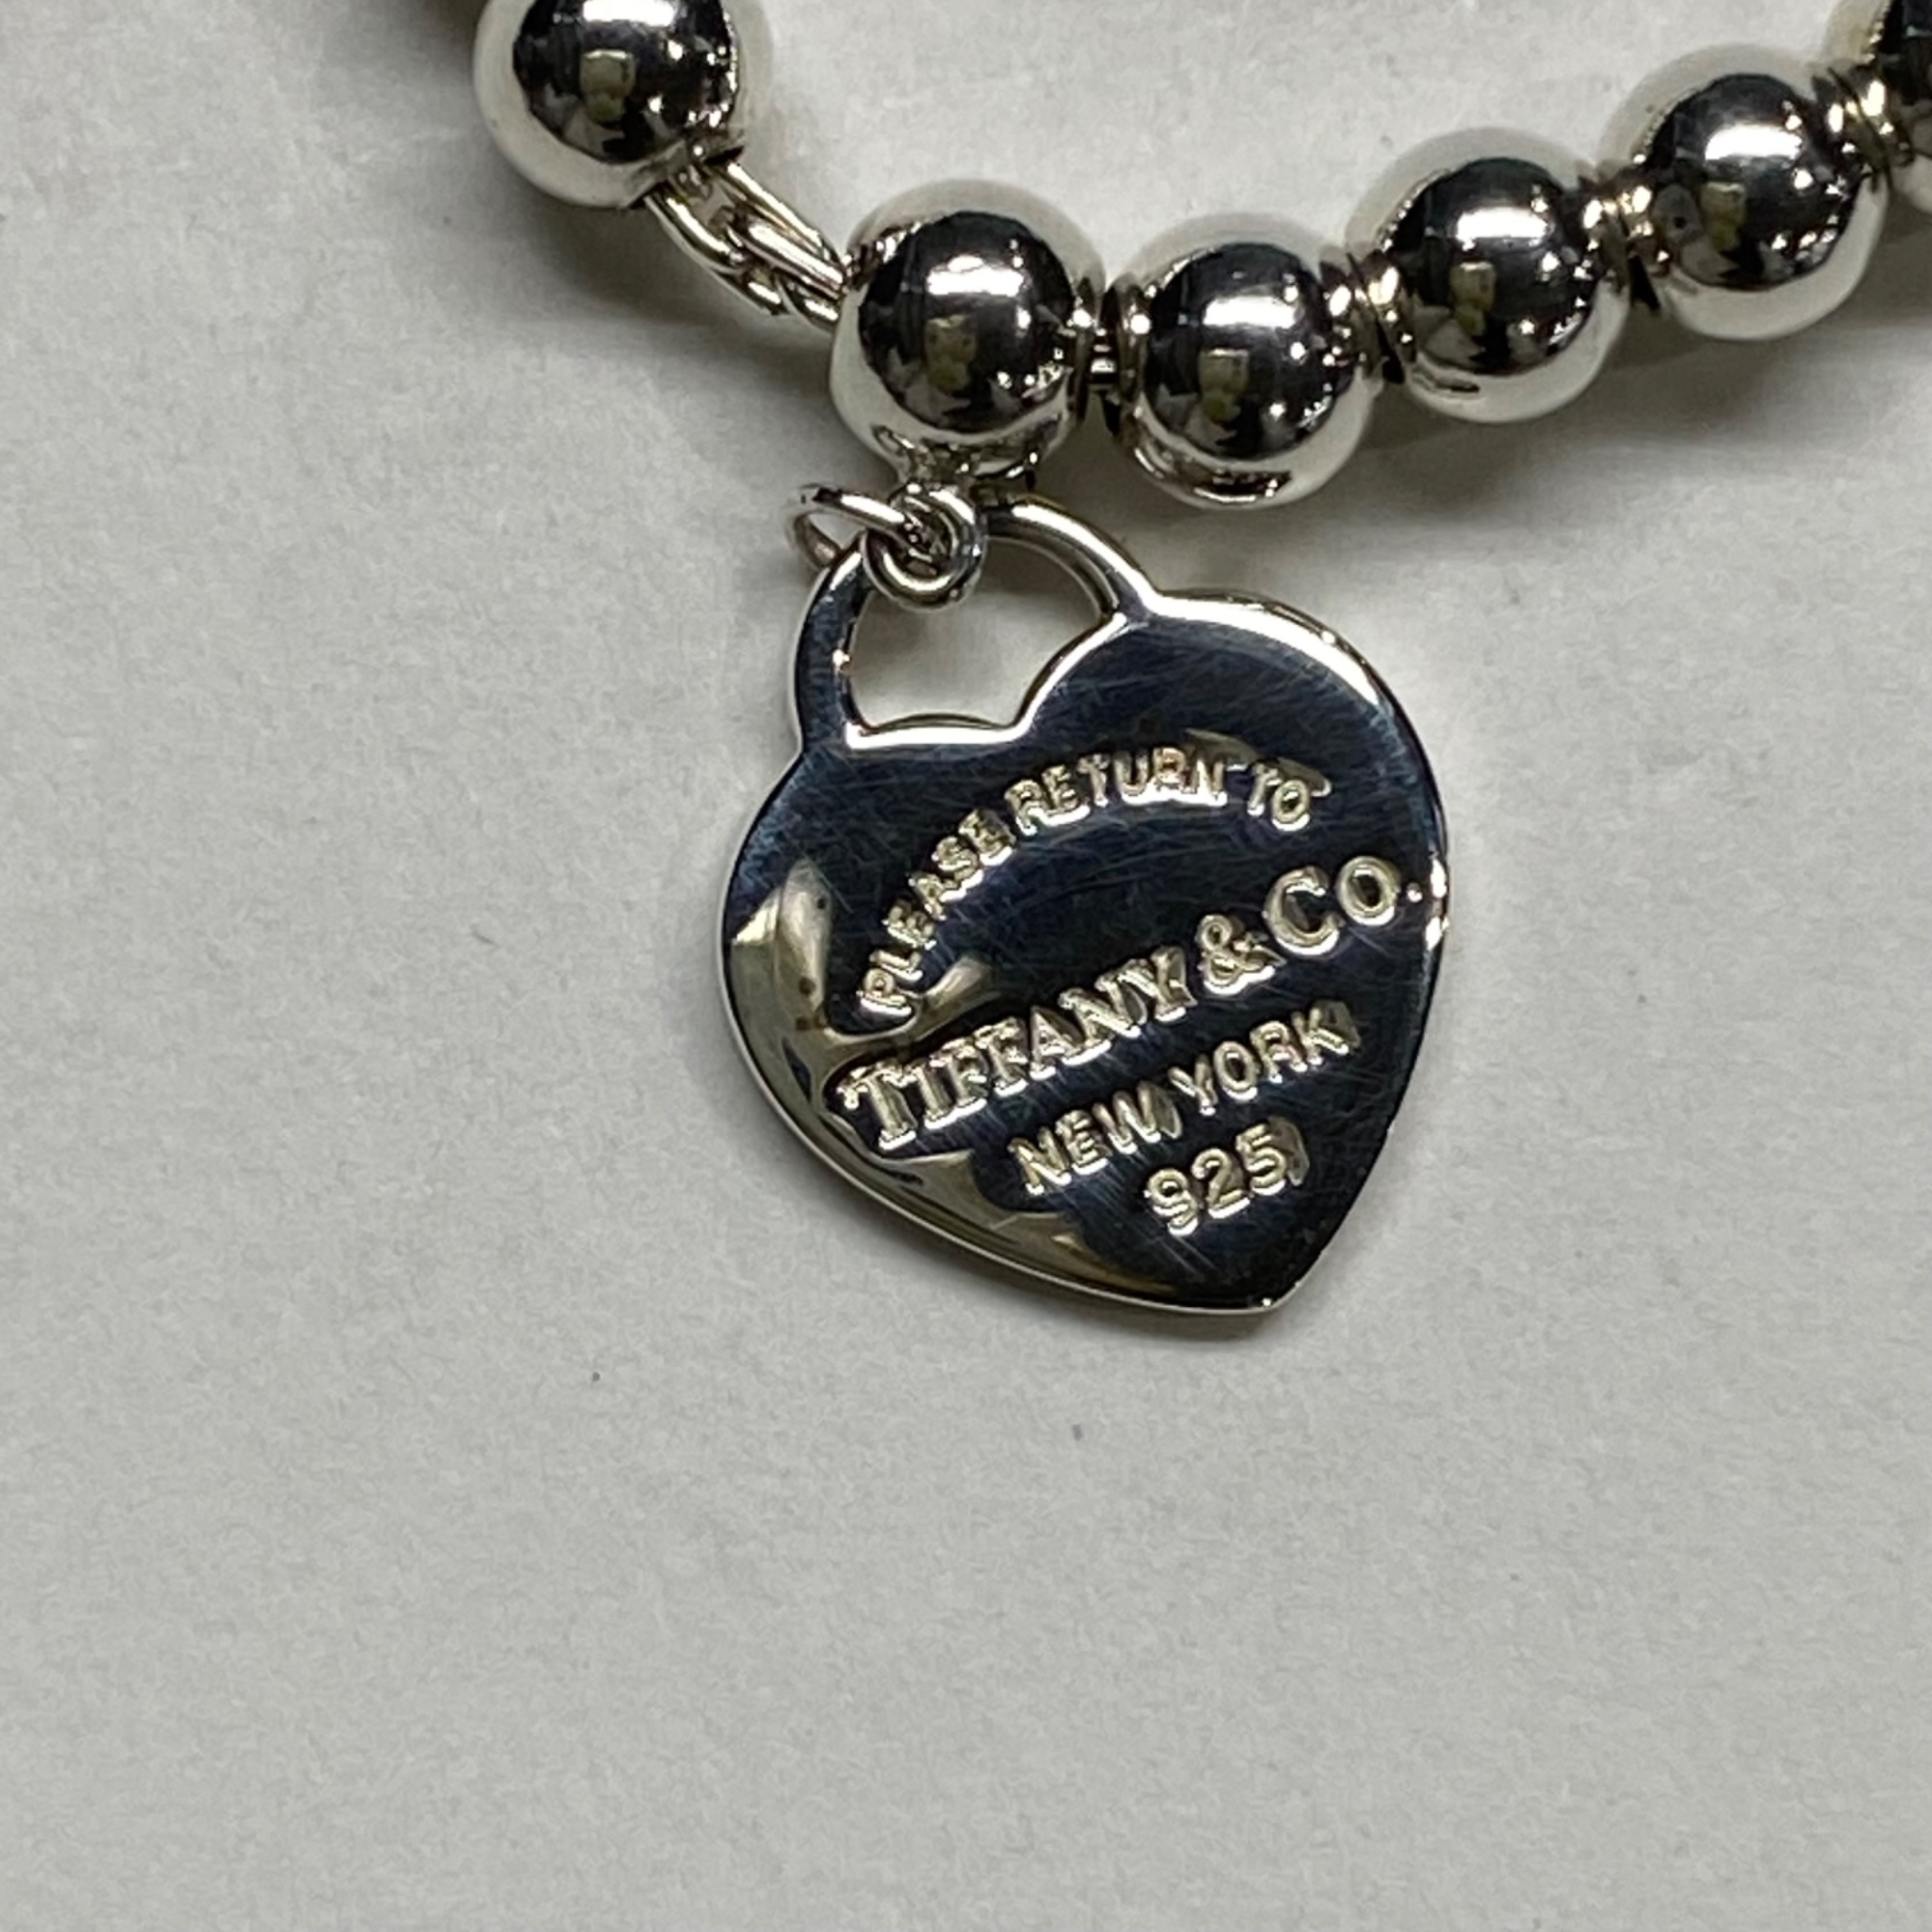 PLEASE RETURN TO
TIFFANY & CO.
NEW YORK
925